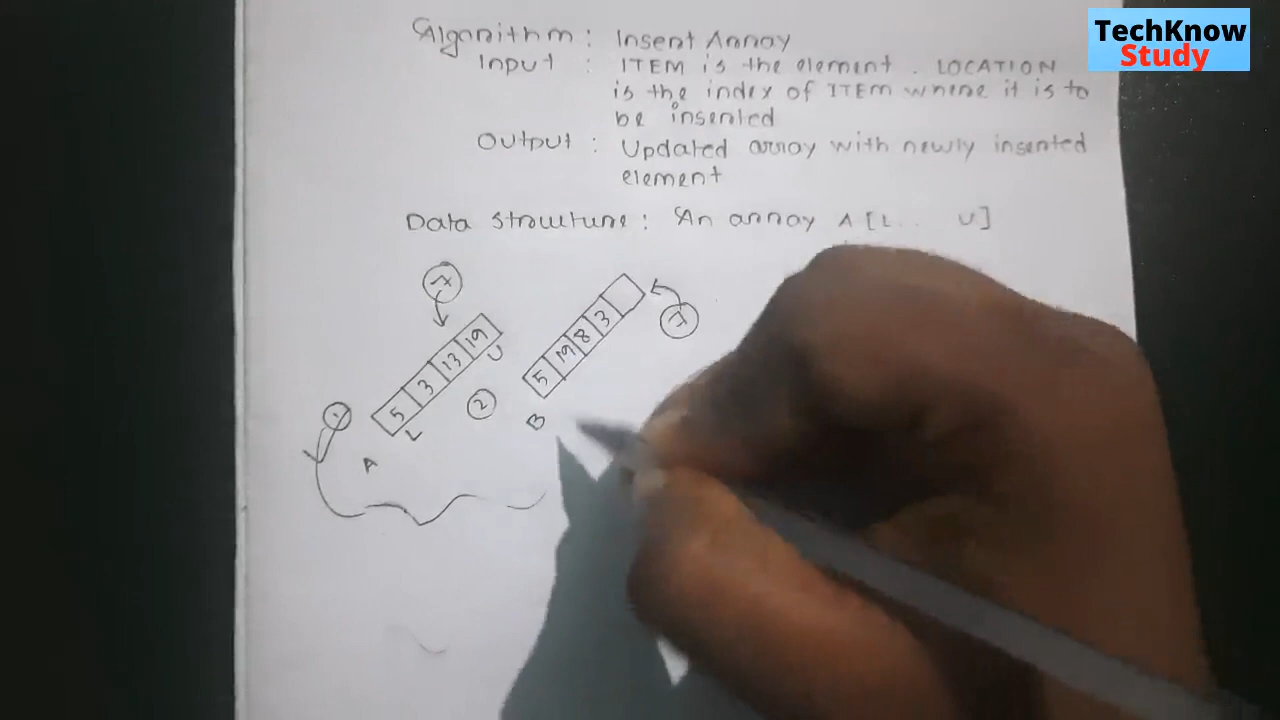 Algorithm : Insert Array
Input : ITEM is the element. LOCATION
is the index of ITEM where it is to
be inserted
Output : Updated array with newly inserted
element
Data Structure : An array A [L.. U]
7
5 3 13 19
L U
A
1
2
5 19 8 3
B
7
TechKnow
Study